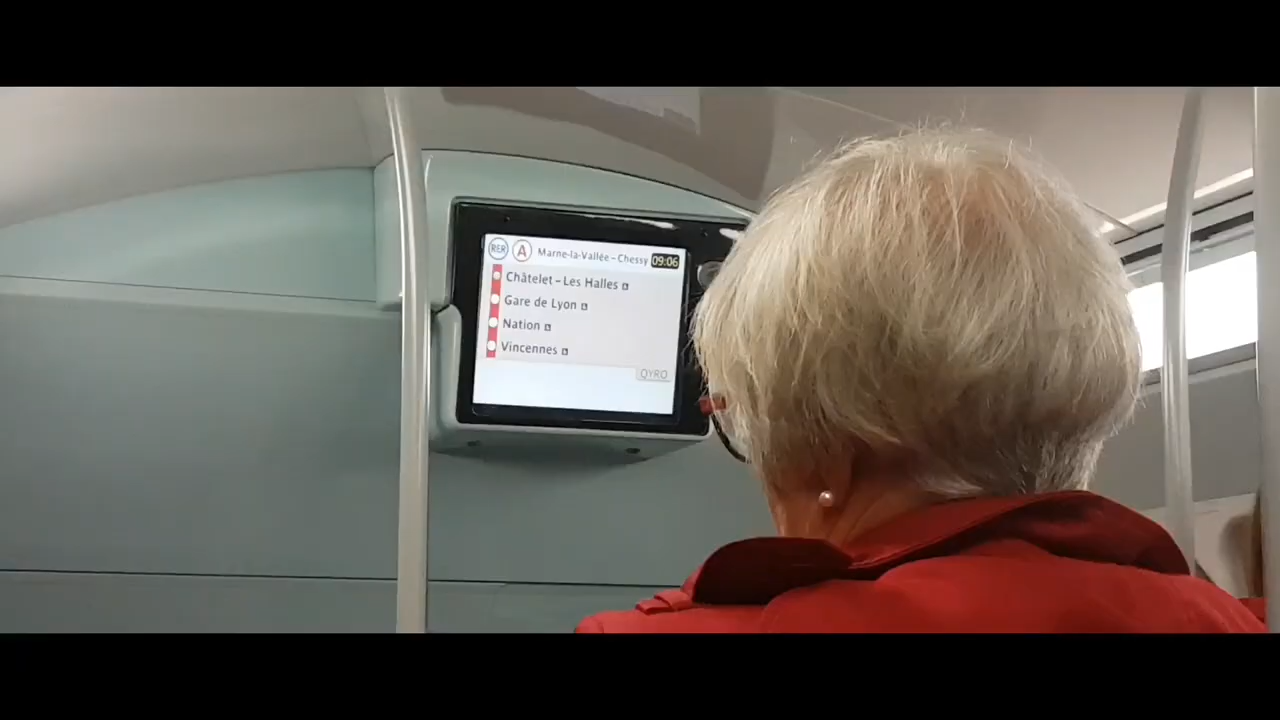 RER A Marne-la-Vallée – Chessy 09:06
Châtelet – Les Halles
Gare de Lyon
Nation
Vincennes
QYRO